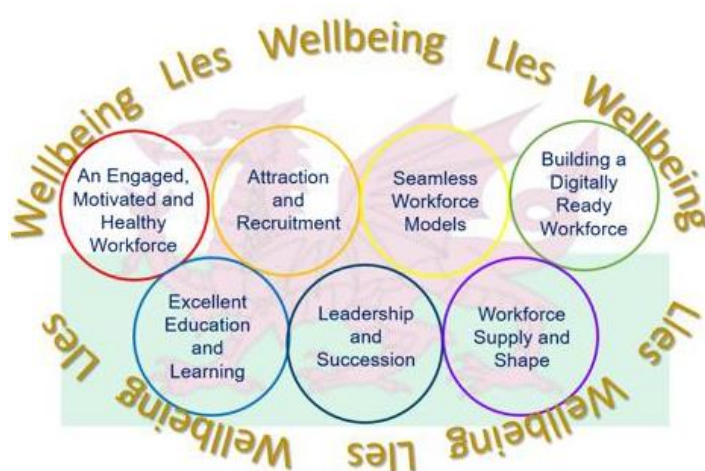 Wellbeing Lles Wellbeing Lles Wellbeing
An Engaged,
Motivated and
Healthy
Workforce
Attraction
and
Recruitment
Seamless
Workforce
Models
Building a
Digitally
Ready
Workforce
Excellent
Education
and
Learning
Leadership
and
Succession
Workforce
Supply and
Shape
Lles Wellbeing Lles Wellbeing Lles